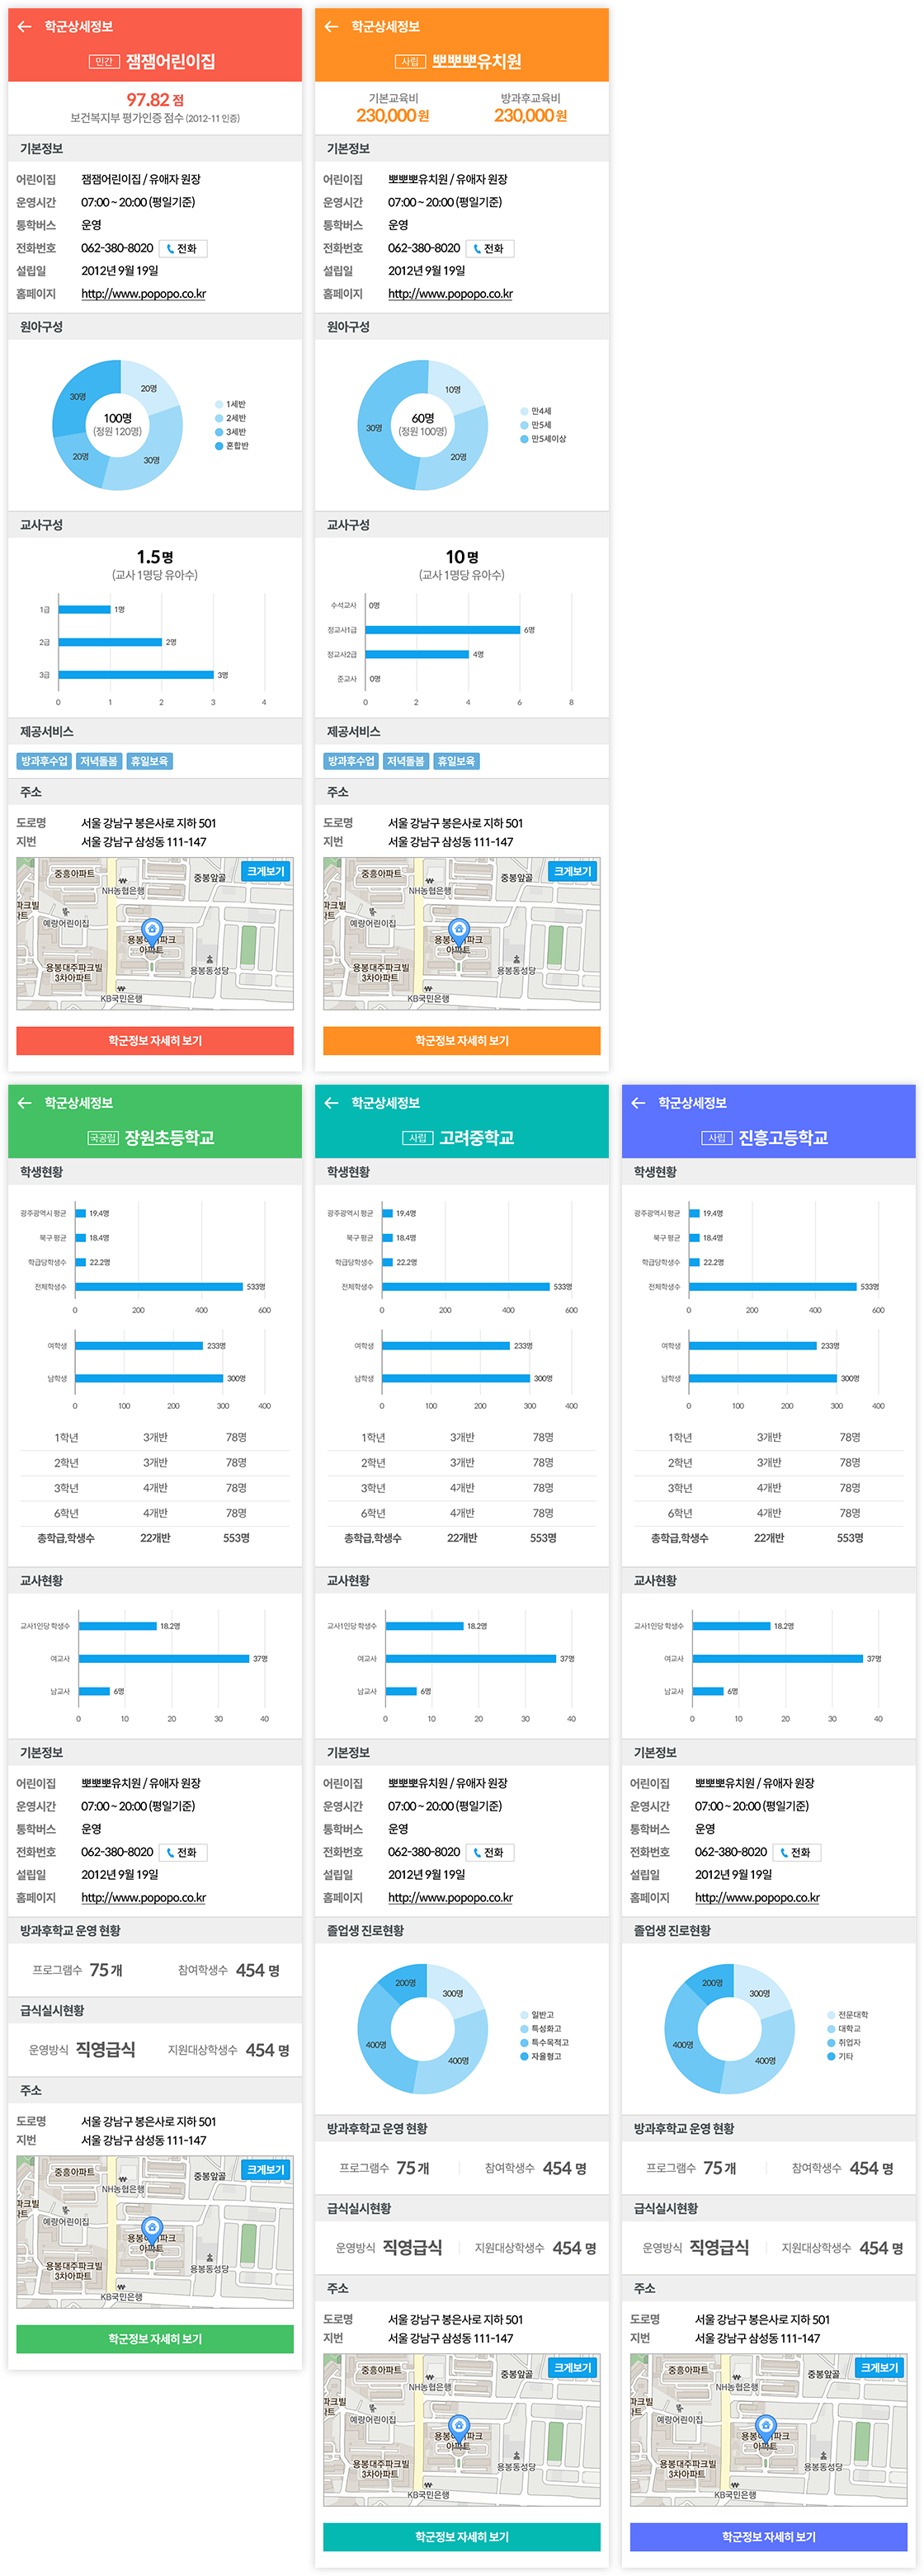 학군상세정보
민간 잼잼어린이집
97.82 점
보건복지부 평가인증 점수 (2012-11 인증)
기본정보
어린이집 잼잼어린이집 / 유애자 원장
운영시간 07:00 ~ 20:00 (평일기준)
통학버스 운영
전화번호 062-380-8020 전화
설립일 2012년 9월 19일
홈페이지 http://www.popopo.co.kr
원아구성
20명
30명
20명
30명
100명
(정원 120명)
1세반
2세반
3세반
혼합반
교사구성
1.5 명
(교사 1명당 유아수)
1급 1명
2급 2명
3급 3명
0 1 2 3 4
제공서비스
방과후수업 저녁돌봄 휴일보육
주소
도로명 서울 강남구 봉은사로 지하 501
지번 서울 강남구 삼성동 111-147
크게보기
중흥아파트
중봉앞골
NH농협은행
파크빌
예랑어린이집
용봉대주파크빌
3차아파트
용봉동성당
KB국민은행
학군정보 자세히 보기
학군상세정보
사립 뽀뽀뽀유치원
기본교육비 방과후교육비
230,000 원 230,000 원
기본정보
어린이집 뽀뽀뽀유치원 / 유애자 원장
운영시간 07:00 ~ 20:00 (평일기준)
통학버스 운영
전화번호 062-380-8020 전화
설립일 2012년 9월 19일
홈페이지 http://www.popopo.co.kr
원아구성
10명
20명
30명
60명
(정원 100명)
만4세
만5세
만5세이상
교사구성
10 명
(교사 1명당 유아수)
수석교사 0명
정교사1급 6명
정교사2급 4명
준교사 0명
0 2 4 6 8
제공서비스
방과후수업 저녁돌봄 휴일보육
주소
도로명 서울 강남구 봉은사로 지하 501
지번 서울 강남구 삼성동 111-147
크게보기
중흥아파트
중봉앞골
NH농협은행
파크빌
예랑어린이집
용봉대주파크빌
3차아파트
용봉동성당
KB국민은행
학군정보 자세히 보기
학군상세정보
국공립 장원초등학교
학생현황
광주광역시 평균 19.4명
북구 평균 18.4명
학급당학생수 22.2명
전체학생수 533명
0 200 400 600
여학생 233명
남학생 300명
0 100 200 300 400
1학년 3개반 78명
2학년 3개반 78명
3학년 4개반 78명
6학년 4개반 78명
총학급,학생수 22개반 553명
교사현황
교사1인당 학생수 18.2명
여교사 37명
남교사 6명
0 10 20 30 40
기본정보
어린이집 뽀뽀뽀유치원 / 유애자 원장
운영시간 07:00 ~ 20:00 (평일기준)
통학버스 운영
전화번호 062-380-8020 전화
설립일 2012년 9월 19일
홈페이지 http://www.popopo.co.kr
방과후학교 운영 현황
프로그램수 75 개 참여학생수 454 명
급식실시현황
운영방식 직영급식 지원대상학생수 454 명
주소
도로명 서울 강남구 봉은사로 지하 501
지번 서울 강남구 삼성동 111-147
크게보기
중흥아파트
중봉앞골
NH농협은행
파크빌
예랑어린이집
용봉대주파크빌
3차아파트
용봉동성당
KB국민은행
학군정보 자세히 보기
학군상세정보
사립 고려중학교
학생현황
광주광역시 평균 19.4명
북구 평균 18.4명
학급당학생수 22.2명
전체학생수 533명
0 200 400 600
여학생 233명
남학생 300명
0 100 200 300 400
1학년 3개반 78명
2학년 3개반 78명
3학년 4개반 78명
6학년 4개반 78명
총학급,학생수 22개반 553명
교사현황
교사1인당 학생수 18.2명
여교사 37명
남교사 6명
0 10 20 30 40
기본정보
어린이집 뽀뽀뽀유치원 / 유애자 원장
운영시간 07:00 ~ 20:00 (평일기준)
통학버스 운영
전화번호 062-380-8020 전화
설립일 2012년 9월 19일
홈페이지 http://www.popopo.co.kr
졸업생 진로현황
200명
300명
400명
400명
일반고
특성화고
특수목적고
자율형고
방과후학교 운영 현황
프로그램수 75 개 참여학생수 454 명
급식실시현황
운영방식 직영급식 지원대상학생수 454 명
주소
도로명 서울 강남구 봉은사로 지하 501
지번 서울 강남구 삼성동 111-147
크게보기
중흥아파트
중봉앞골
NH농협은행
파크빌
예랑어린이집
용봉대주파크빌
3차아파트
용봉동성당
KB국민은행
학군정보 자세히 보기
학군상세정보
사립 진흥고등학교
학생현황
광주광역시 평균 19.4명
북구 평균 18.4명
학급당학생수 22.2명
전체학생수 533명
0 200 400 600
여학생 233명
남학생 300명
0 100 200 300 400
1학년 3개반 78명
2학년 3개반 78명
3학년 4개반 78명
6학년 4개반 78명
총학급,학생수 22개반 553명
교사현황
교사1인당 학생수 18.2명
여교사 37명
남교사 6명
0 10 20 30 40
기본정보
어린이집 뽀뽀뽀유치원 / 유애자 원장
운영시간 07:00 ~ 20:00 (평일기준)
통학버스 운영
전화번호 062-380-8020 전화
설립일 2012년 9월 19일
홈페이지 http://www.popopo.co.kr
졸업생 진로현황
200명
300명
400명
400명
전문대학
대학교
취업자
기타
방과후학교 운영 현황
프로그램수 75 개 참여학생수 454 명
급식실시현황
운영방식 직영급식 지원대상학생수 454 명
주소
도로명 서울 강남구 봉은사로 지하 501
지번 서울 강남구 삼성동 111-147
크게보기
중흥아파트
중봉앞골
NH농협은행
파크빌
예랑어린이집
용봉대주파크빌
3차아파트
용봉동성당
KB국민은행
학군정보 자세히 보기